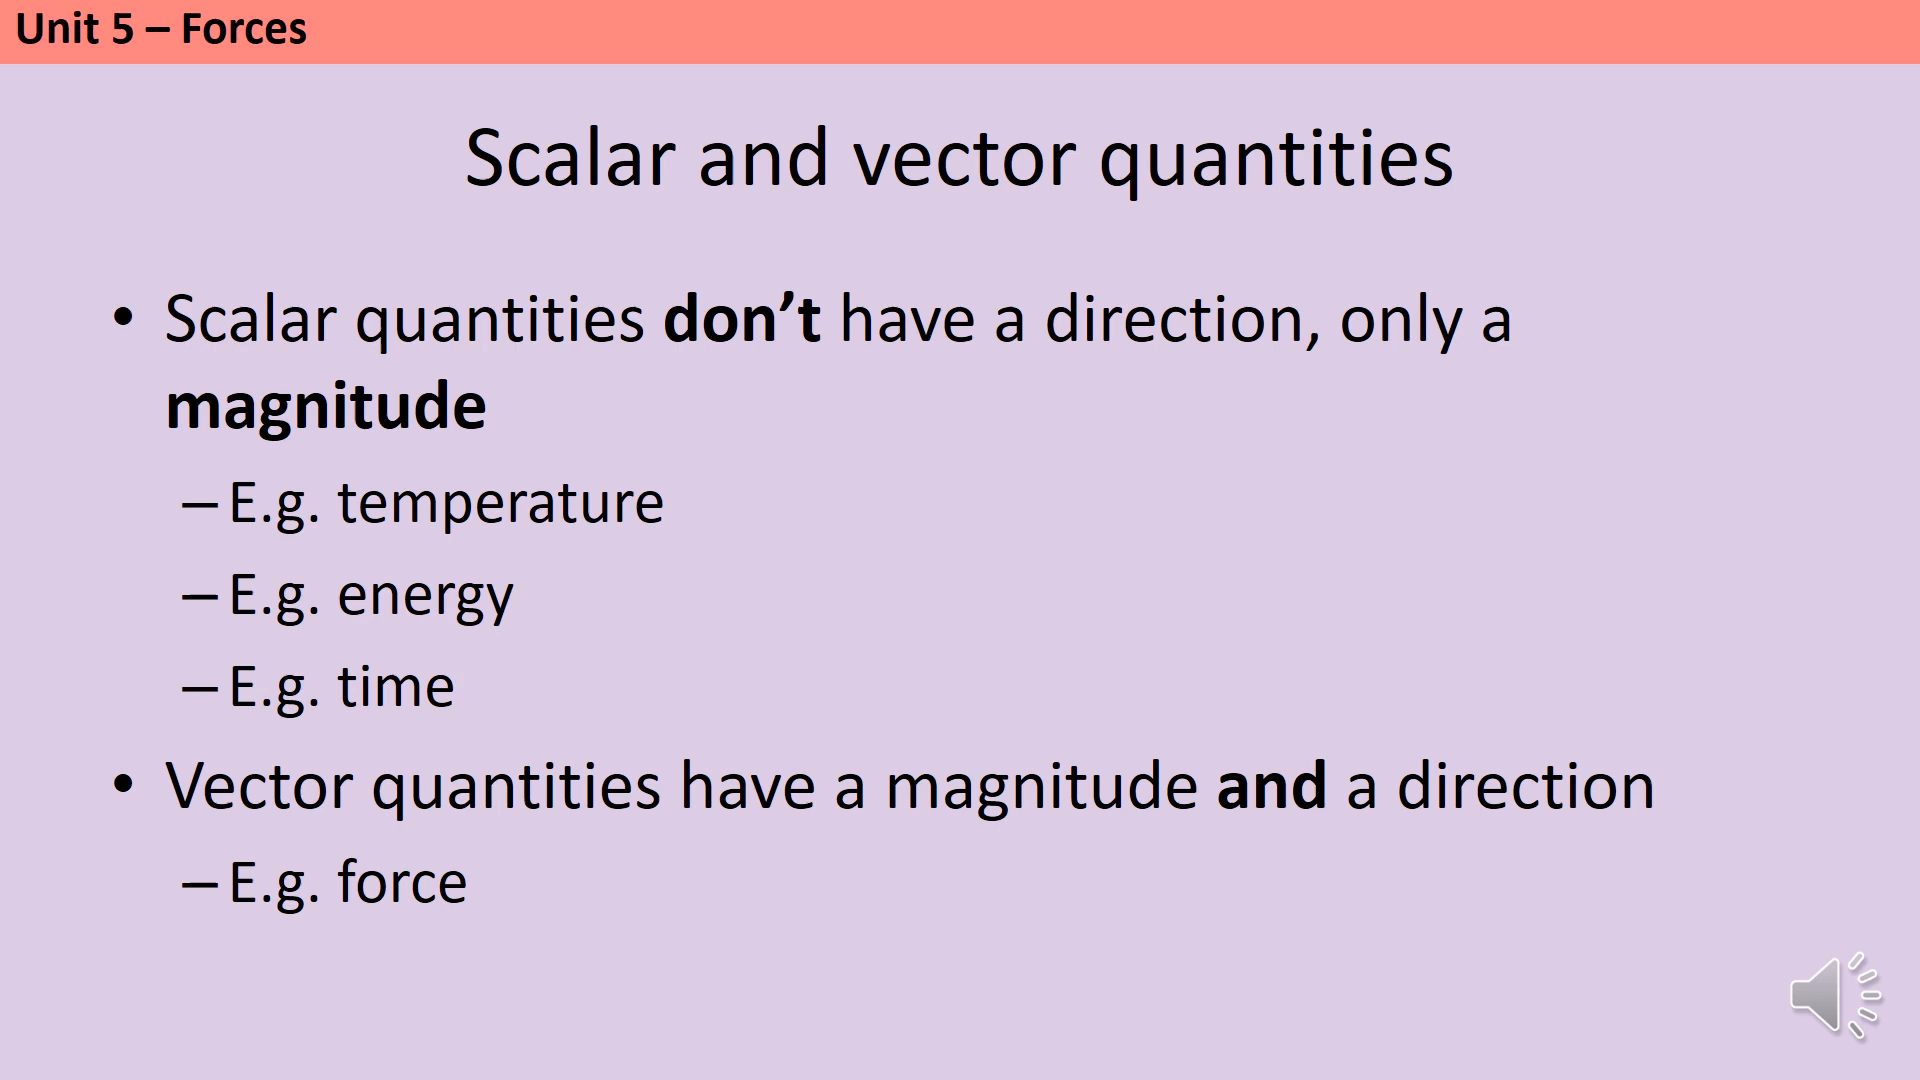 Unit 5 – Forces
Scalar and vector quantities
• Scalar quantities don’t have a direction, only a
magnitude
– E.g. temperature
– E.g. energy
– E.g. time
• Vector quantities have a magnitude and a direction
– E.g. force